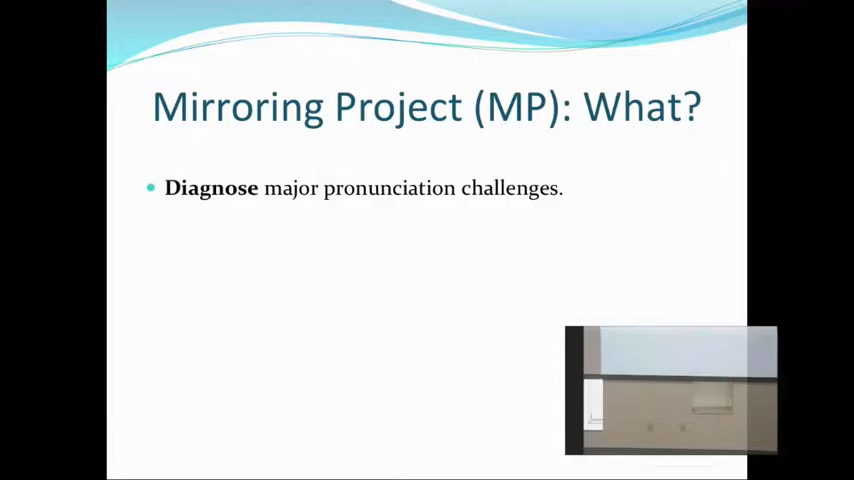 Mirroring Project (MP): What?
Diagnose major pronunciation challenges.